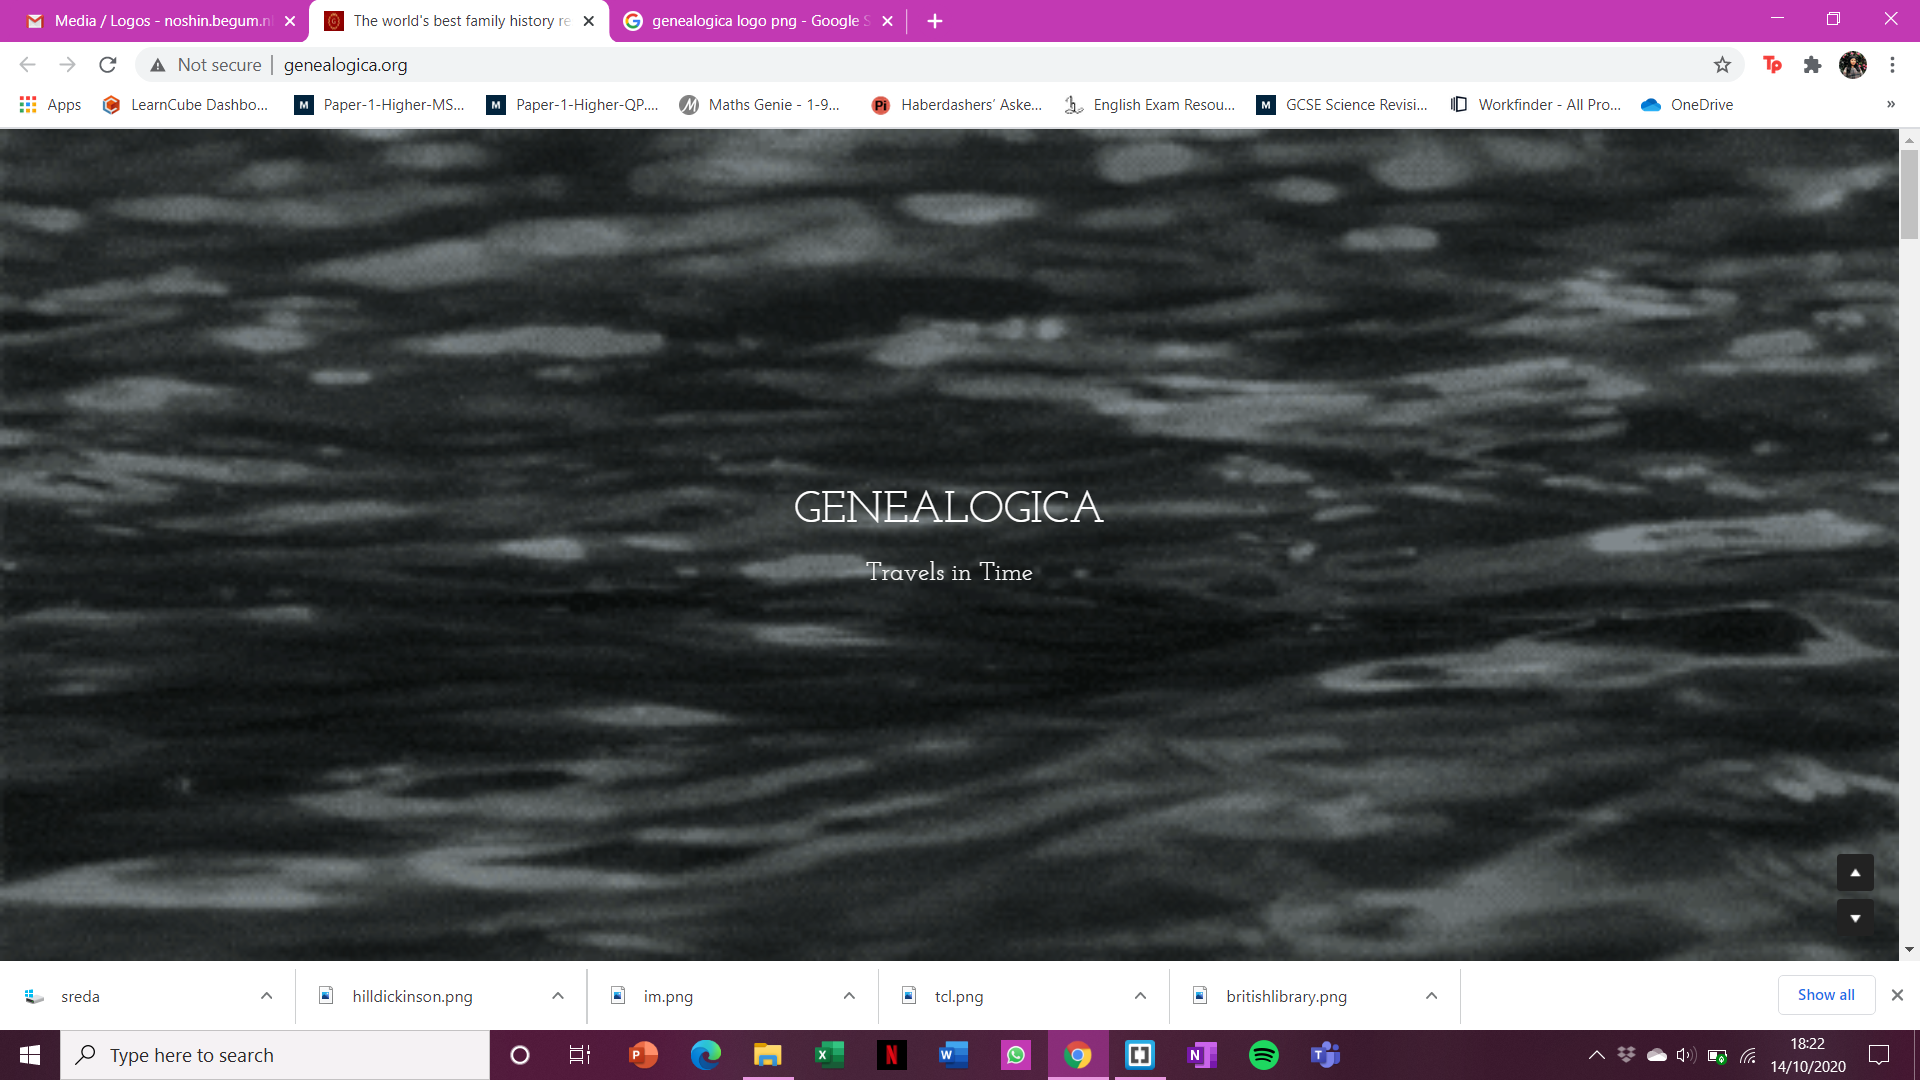 Media / Logos - noshin.begum.n
The world's best family history re
genealogica logo png - Google S
Not secure
genealogica.org
Tp
Apps
LearnCube Dashbo...
M
Paper-1-Higher-MS...
M
Paper-1-Higher-QP....
Maths Genie - 1-9...
Pi
Haberdashers' Aske...
English Exam Resou...
M
GCSE Science Revisi...
Workfinder - All Pro...
OneDrive
»
GENEALOGICA
Travels in Time
sreda
hilldickinson.png
im.png
tcl.png
britishlibrary.png
Show all
Type here to search
18:22
14/10/2020